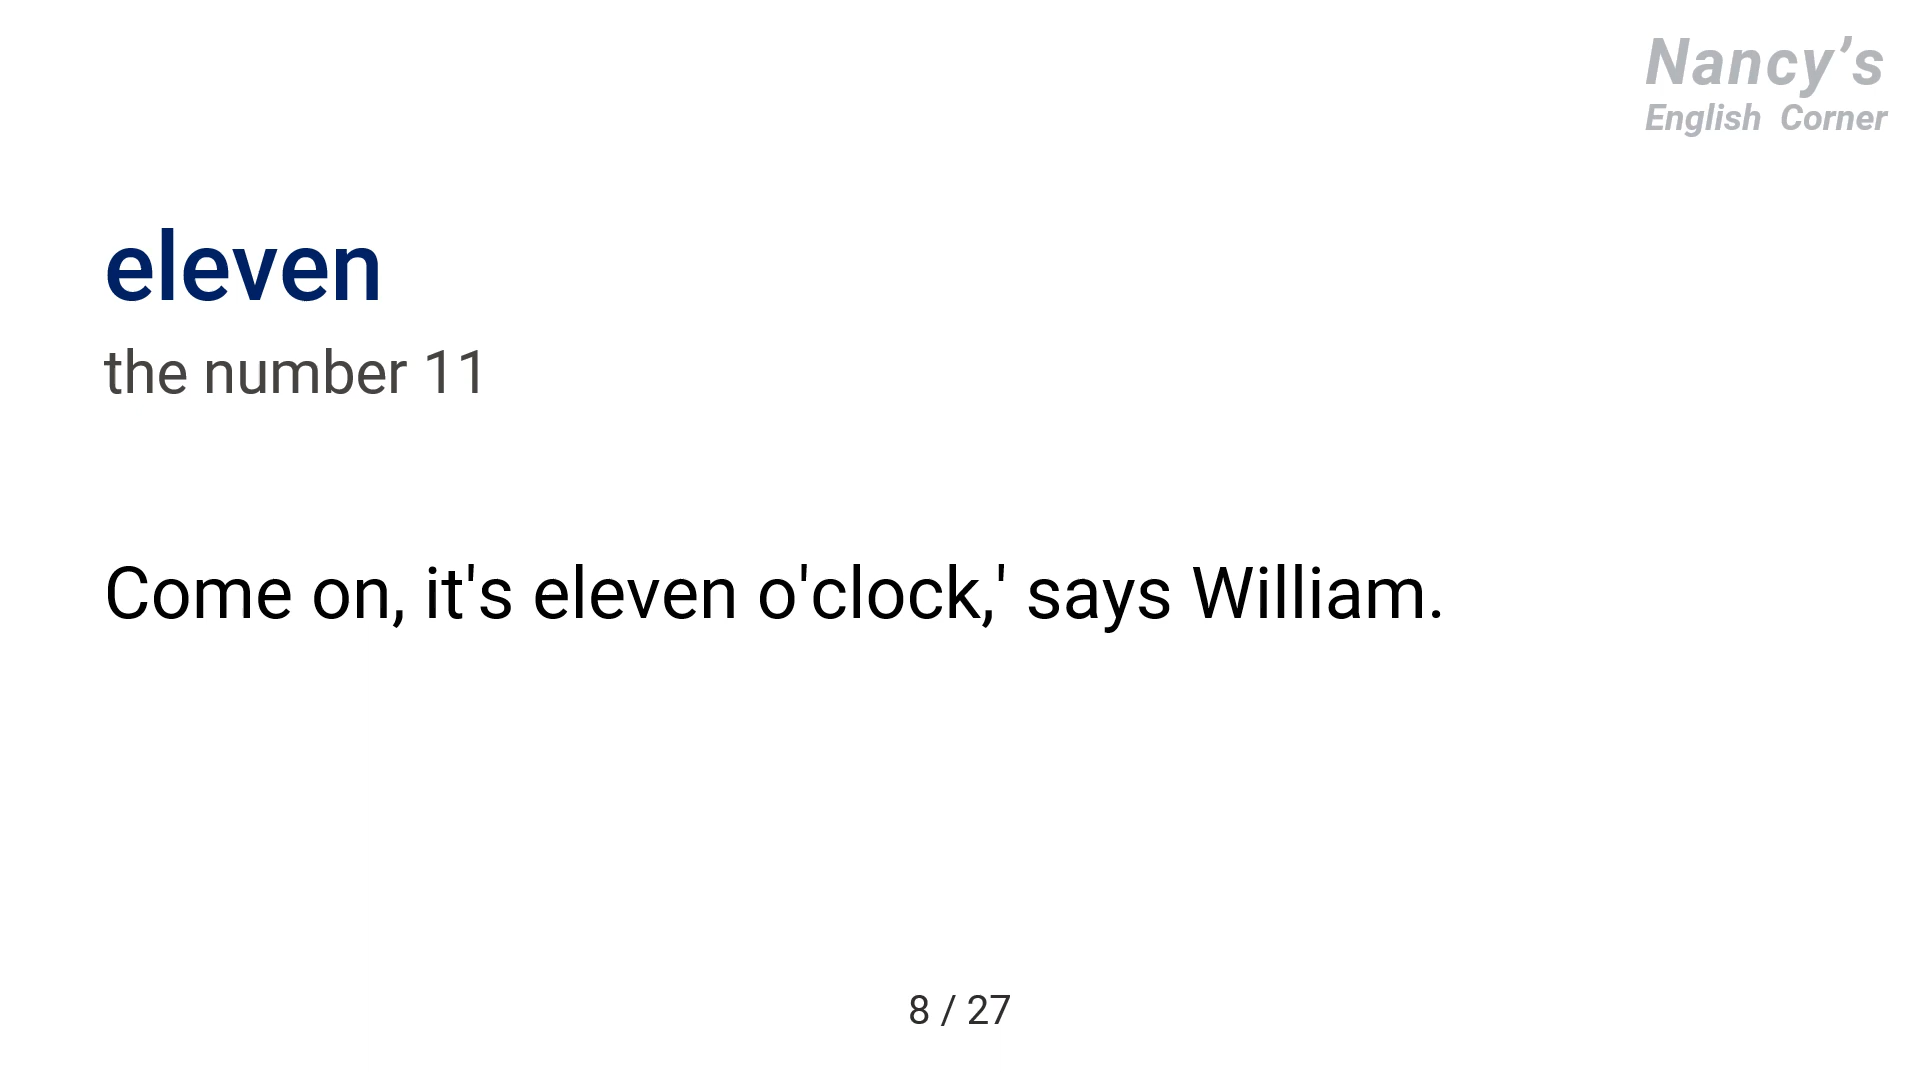 Nancy’s
English Corner
eleven
the number 11
Come on, it's eleven o'clock,' says William.
8 / 27